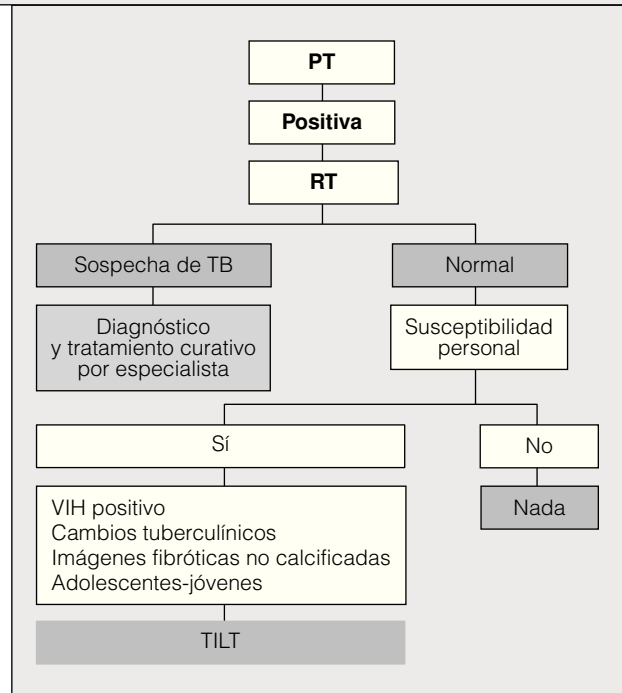 PT
Positiva
RT
Sospecha de TB
Normal
Diagnóstico
y tratamiento curativo
por especialista
Susceptibilidad
personal
Sí
No
VIH positivo
Cambios tuberculínicos
Imágenes fibróticas no calcificadas
Adolescentes-jóvenes
Nada
TILT